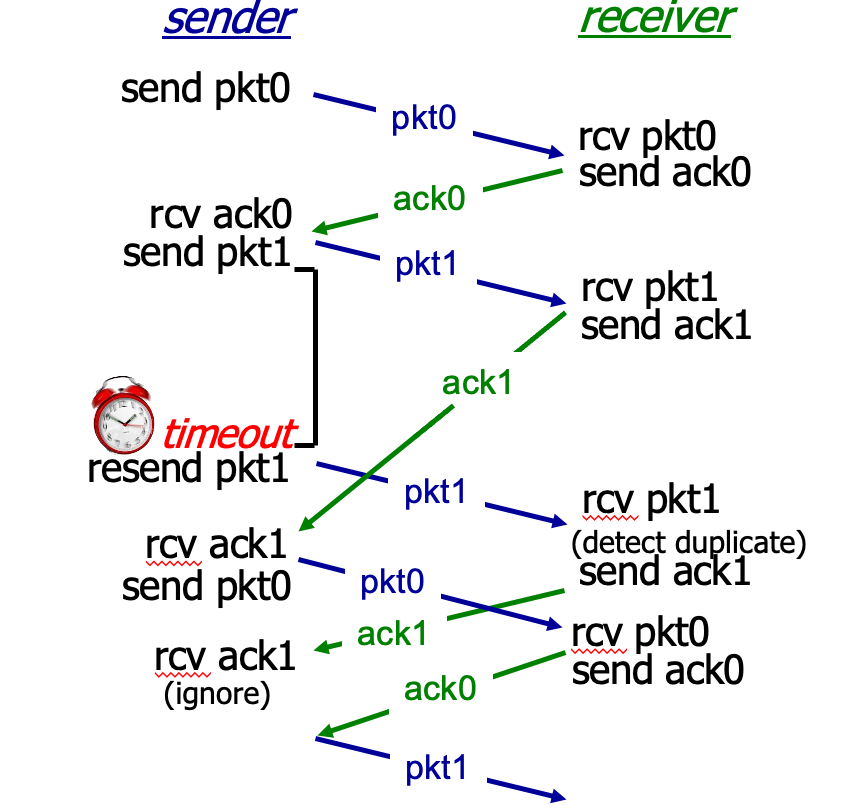 sender
receiver
send pkt0
pkt0
rcv pkt0
send ack0
ack0
rcv ack0
send pkt1
pkt1
rcv pkt1
send ack1
ack1
timeout
resend pkt1
pkt1
rcv pkt1
(detect duplicate)
send ack1
rcv ack1
send pkt0
pkt0
ack1
rcv pkt0
send ack0
rcv ack1
(ignore)
ack0
pkt1